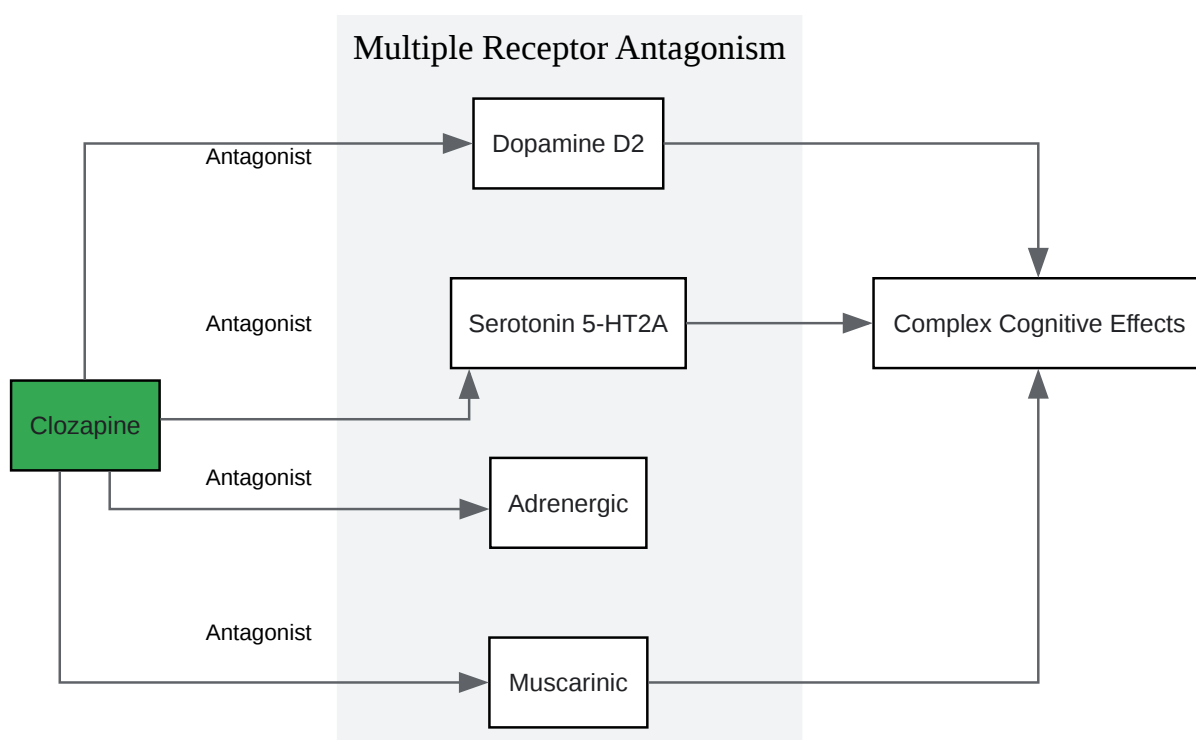 Multiple Receptor Antagonism
Dopamine D2
Antagonist
Antagonist
Serotonin 5-HT2A
Complex Cognitive Effects
Clozapine
Antagonist
Adrenergic
Antagonist
Muscarinic